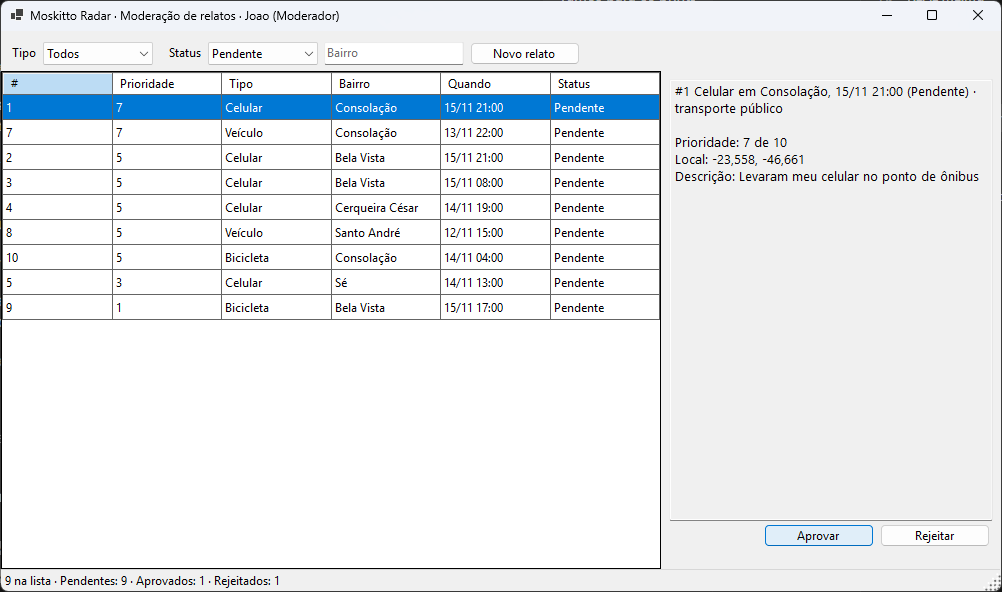 Moskitto Radar · Moderação de relatos · Joao (Moderador)
Tipo Todos Status Pendente Bairro Novo relato
# Prioridade Tipo Bairro Quando Status
1 7 Celular Consolação 15/11 21:00 Pendente
7 7 Veículo Consolação 13/11 22:00 Pendente
2 5 Celular Bela Vista 15/11 21:00 Pendente
3 5 Celular Bela Vista 15/11 08:00 Pendente
4 5 Celular Cerqueira César 14/11 19:00 Pendente
8 5 Veículo Santo André 12/11 15:00 Pendente
10 5 Bicicleta Consolação 14/11 04:00 Pendente
5 3 Celular Sé 14/11 13:00 Pendente
9 1 Bicicleta Bela Vista 15/11 17:00 Pendente
#1 Celular em Consolação, 15/11 21:00 (Pendente) ·
transporte público
Prioridade: 7 de 10
Local: -23,558, -46,661
Descrição: Levaram meu celular no ponto de ônibus
Aprovar Rejeitar
9 na lista · Pendentes: 9 · Aprovados: 1 · Rejeitados: 1